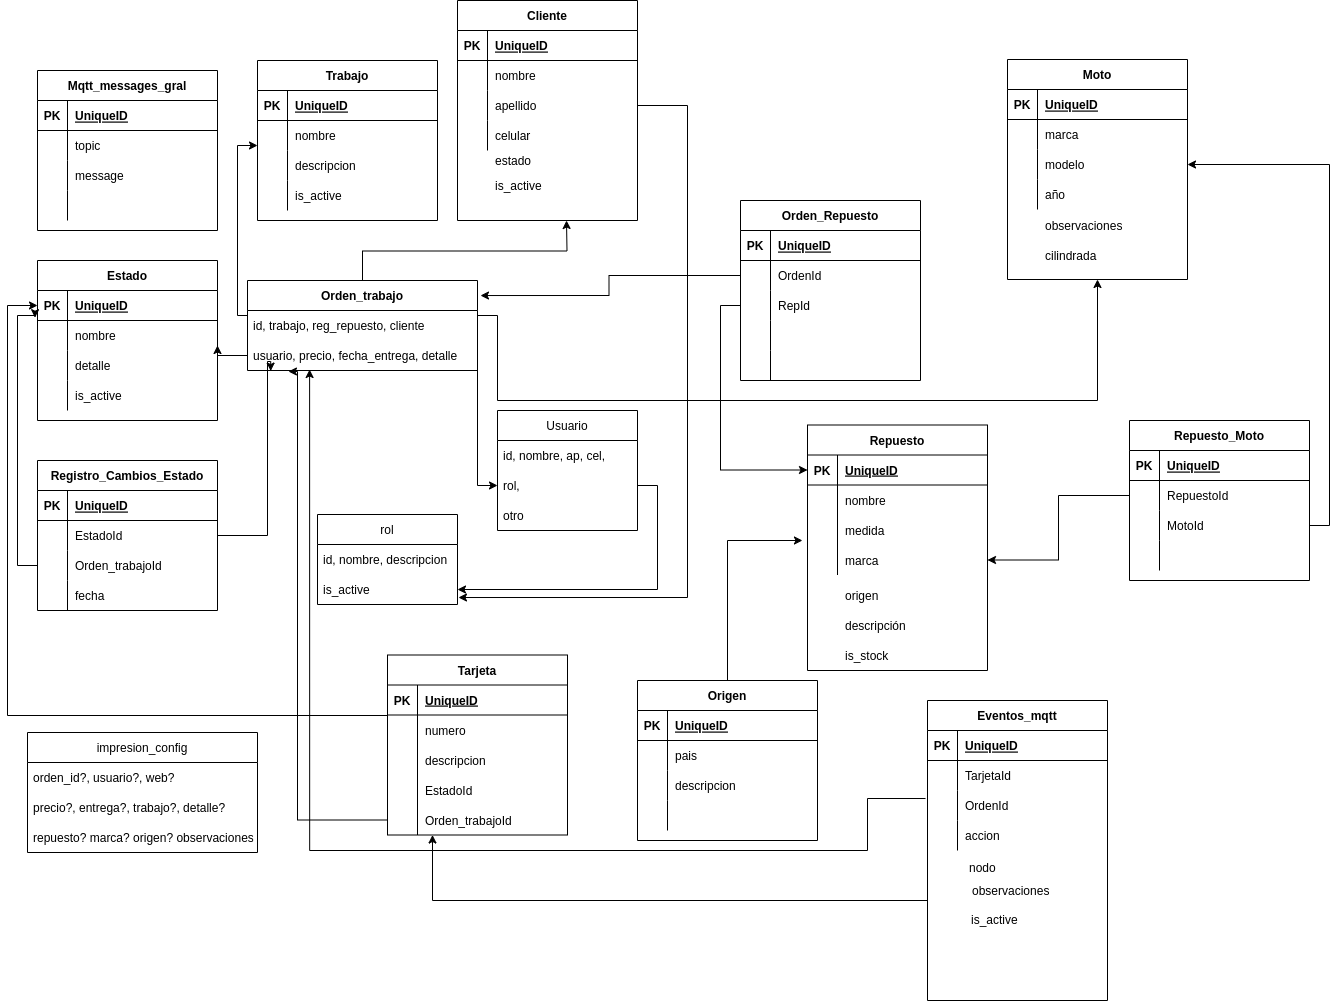 Cliente
PK UniqueID
nombre
apellido
celular
estado
is_active
Trabajo
PK UniqueID
nombre
descripcion
is_active
Mqtt_messages_gral
PK UniqueID
topic
message
Moto
PK UniqueID
marca
modelo
año
observaciones
cilindrada
Orden_Repuesto
PK UniqueID
OrdenId
RepId
Estado
PK UniqueID
nombre
detalle
is_active
Orden_trabajo
id, trabajo, reg_repuesto, cliente
usuario, precio, fecha_entrega, detalle
Usuario
id, nombre, ap, cel,
rol,
otro
Repuesto
PK UniqueID
nombre
medida
marca
origen
descripción
is_stock
Repuesto_Moto
PK UniqueID
RepuestoId
MotoId
Registro_Cambios_Estado
PK UniqueID
EstadoId
Orden_trabajoId
fecha
rol
id, nombre, descripcion
is_active
Tarjeta
PK UniqueID
numero
descripcion
EstadoId
Orden_trabajoId
Origen
PK UniqueID
pais
descripcion
Eventos_mqtt
PK UniqueID
TarjetaId
OrdenId
accion
nodo
observaciones
is_active
impresion_config
orden_id?, usuario?, web?
precio?, entrega?, trabajo?, detalle?
repuesto? marca? origen? observaciones